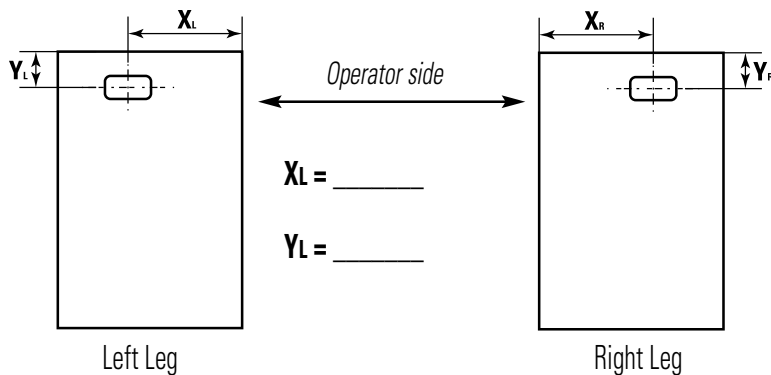 XL XR
YL YR
Operator side
XL = _______
YL = _______
Left Leg Right Leg